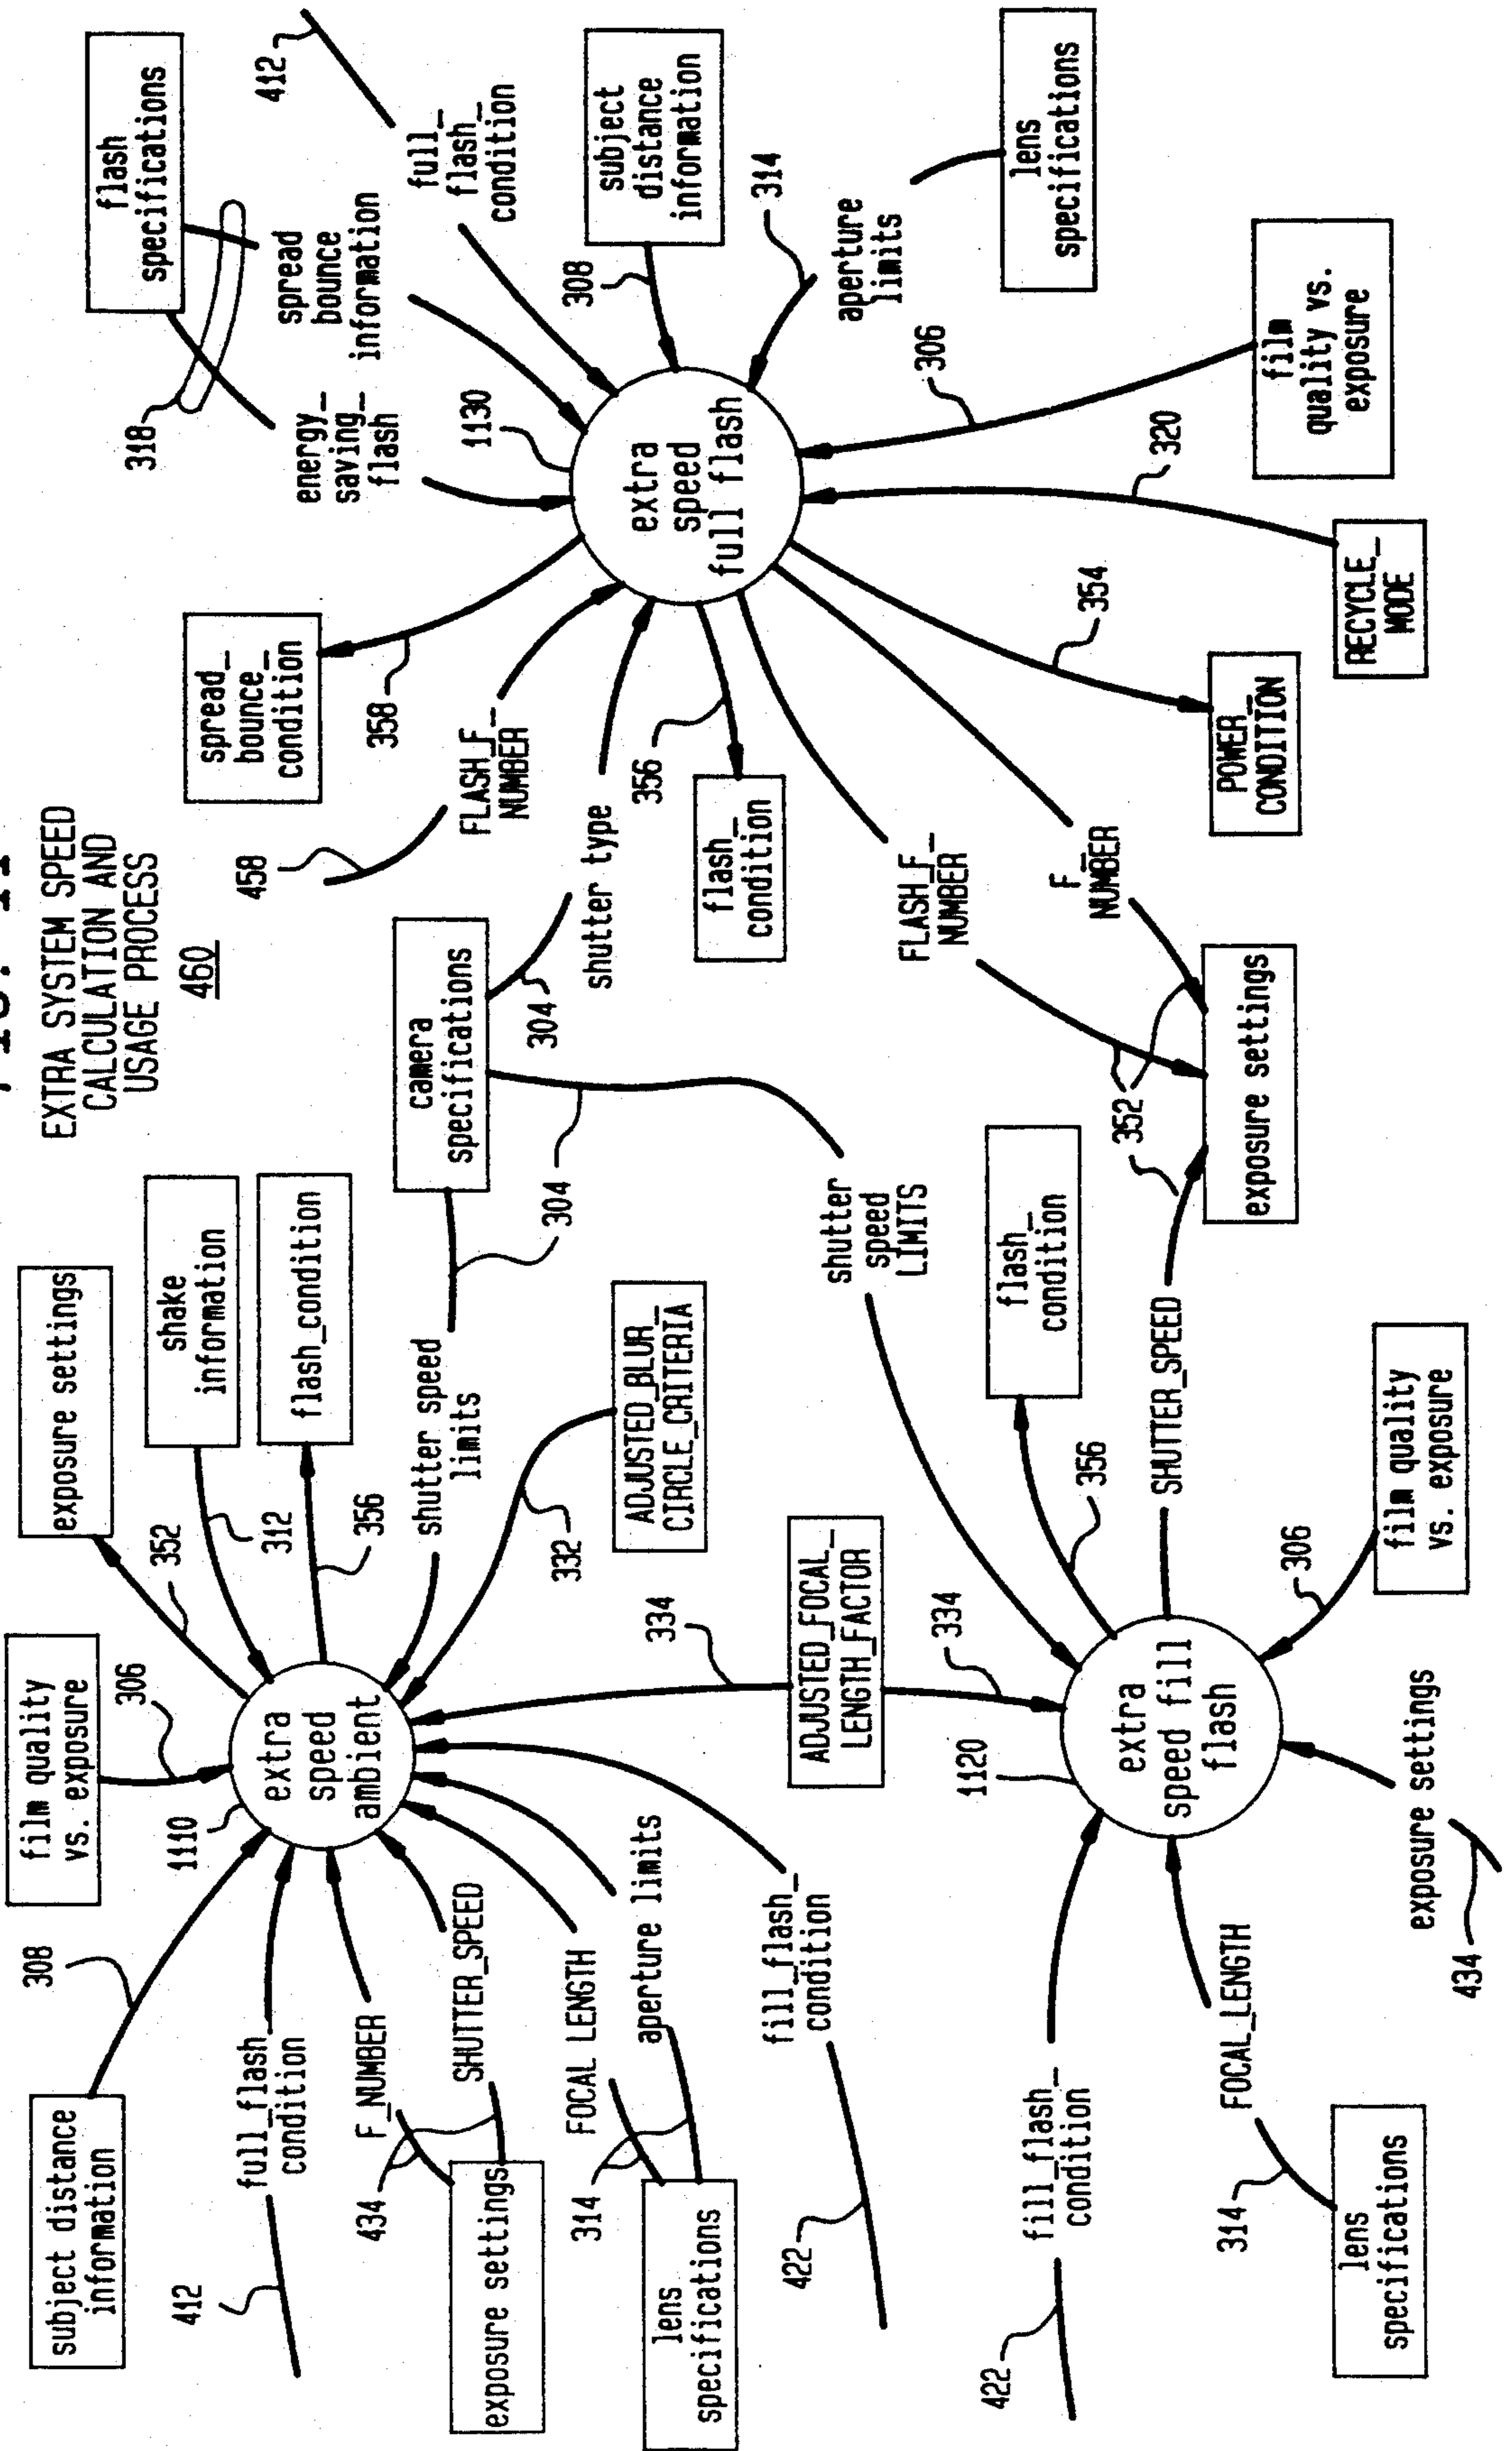 EXTRA SYSTEM SPEED
CALCULATION AND
USAGE PROCESS
460
subject distance
information
308
film quality
vs. exposure
306
352
exposure settings
412
full_flash_
condition
1110
extra
speed
ambient
312
shake
information
356
flash_condition
434
F_NUMBER
SHUTTER_SPEED
exposure settings
shutter speed
limits
304
camera
specifications
304
304
shutter type
314
FOCAL LENGTH
aperture limits
lens
specifications
332
ADJUSTED_BLUR_
CIRCLE_CRITERIA
422
fill_flash_
condition
334
ADJUSTED_FOCAL_
LENGTH_FACTOR
334
shutter
speed
LIMITS
422
fill_flash_
condition
1120
extra
speed fill
flash
356
flash_
condition
314
FOCAL_LENGTH
lens
specifications
SHUTTER_SPEED
352
exposure settings
434
exposure settings
306
film quality
vs. exposure
458
FLASH_F_
NUMBER
358
spread_
bounce_
condition
318
energy_
saving_
flash
spread
bounce
information
flash
specifications
412
full_
flash_
condition
1130
extra
speed
full flash
308
subject
distance
information
356
flash_
condition
314
aperture
limits
lens
specifications
FLASH_F_
NUMBER
F_
NUMBER
354
POWER_
CONDITION
320
RECYCLE_
MODE
306
film
quality vs.
exposure